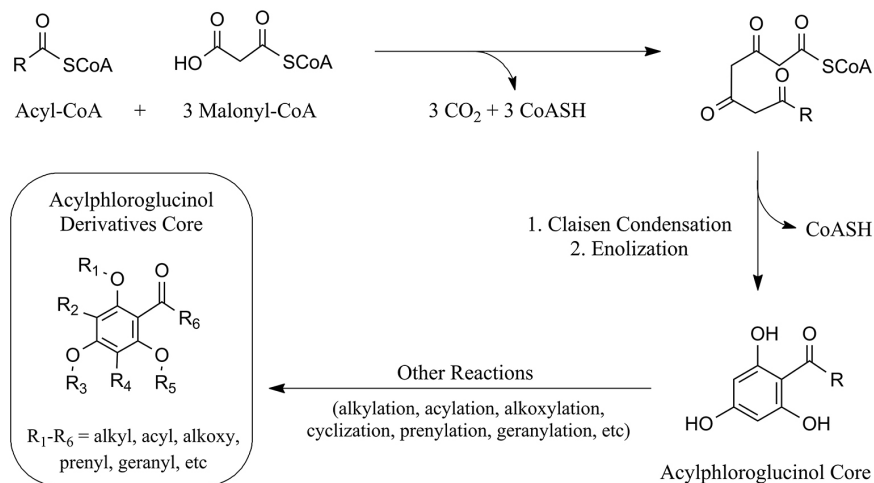 O
R
SCoA
Acyl-CoA
+
O
O
HO
SCoA
3 Malonyl-CoA
3 CO2 + 3 CoASH
O
O
SCoA
O
O
R
1. Claisen Condensation
2. Enolization
CoASH
Acylphloroglucinol
Derivatives Core
R1
O
O
R2
R6
O
O
R3
R4
R5
R1-R6 = alkyl, acyl, alkoxy,
prenyl, geranyl, etc
Other Reactions
(alkylation, acylation, alkoxylation,
cyclization, prenylation, geranylation, etc)
OH
O
R
HO
OH
Acylphloroglucinol Core